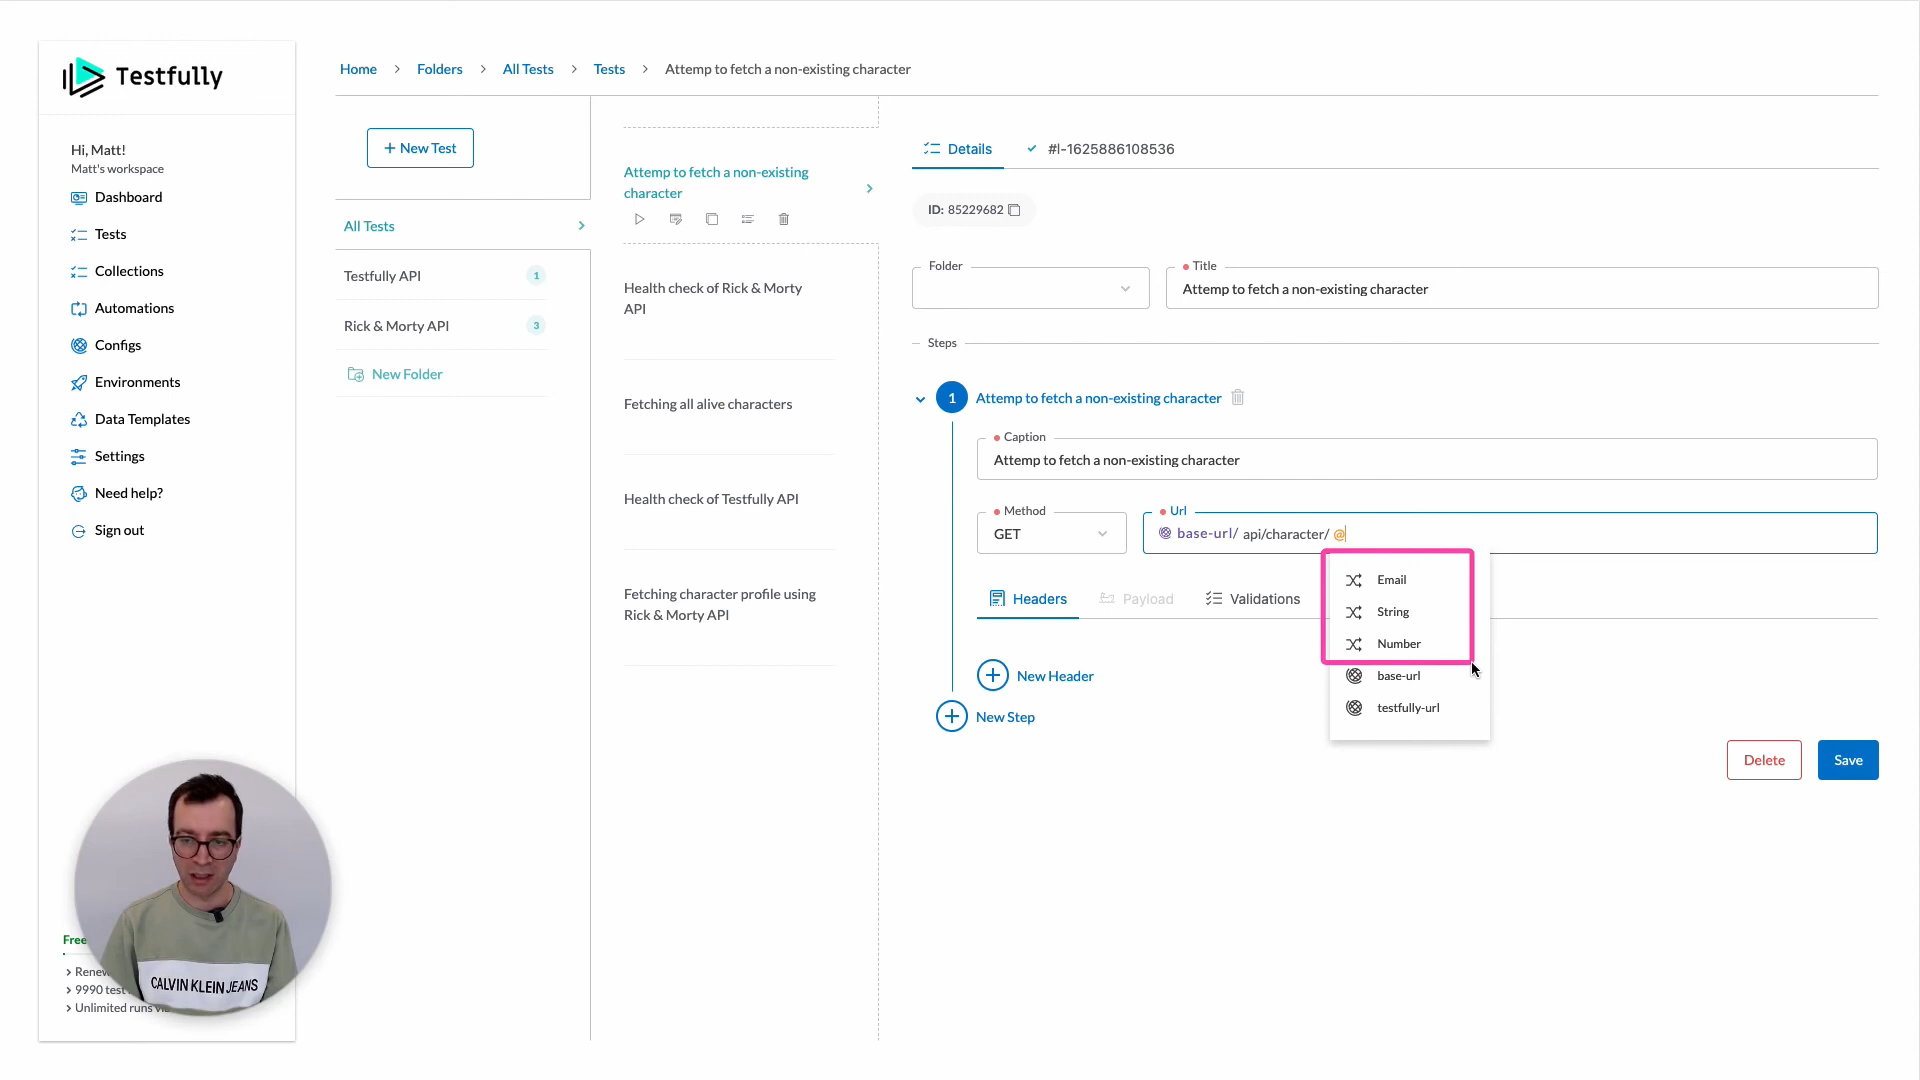 Testfully
Hi, Matt!
Matt's workspace
Dashboard
Tests
Collections
Automations
Configs
Environments
Data Templates
Settings
Need help?
Sign out
Free
9990 test
Unlimited runs
CALVIN KLEIN JEANS
Home > Folders > All Tests > Tests > Attemp to fetch a non-existing character
+ New Test
All Tests
Testfully API 1
Rick & Morty API 3
New Folder
Attemp to fetch a non-existing
character
Health check of Rick & Morty
API
Fetching all alive characters
Health check of Testfully API
Fetching character profile using
Rick & Morty API
Details
#I-1625886108536
ID: 85229682
Folder
Title
Attemp to fetch a non-existing character
Steps
1 Attemp to fetch a non-existing character
Caption
Attemp to fetch a non-existing character
Method
GET
Url
base-url/ api/character/ @
Email
String
Number
base-url
testfully-url
Headers
Payload
Validations
New Header
New Step
Delete
Save